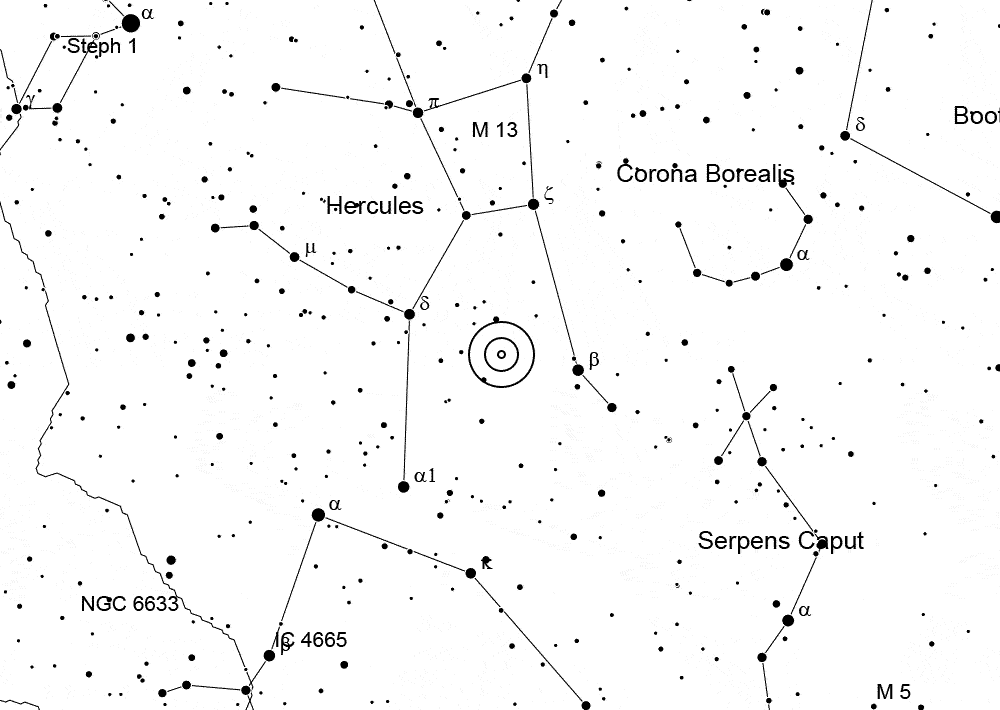 α
Steph 1
γ
η
π
M 13
δ
Boot
Corona Borealis
ζ
Hercules
μ
α
δ
β
α1
α
Serpens Caput
κ
NGC 6633
α
IC 4665
β
M 5